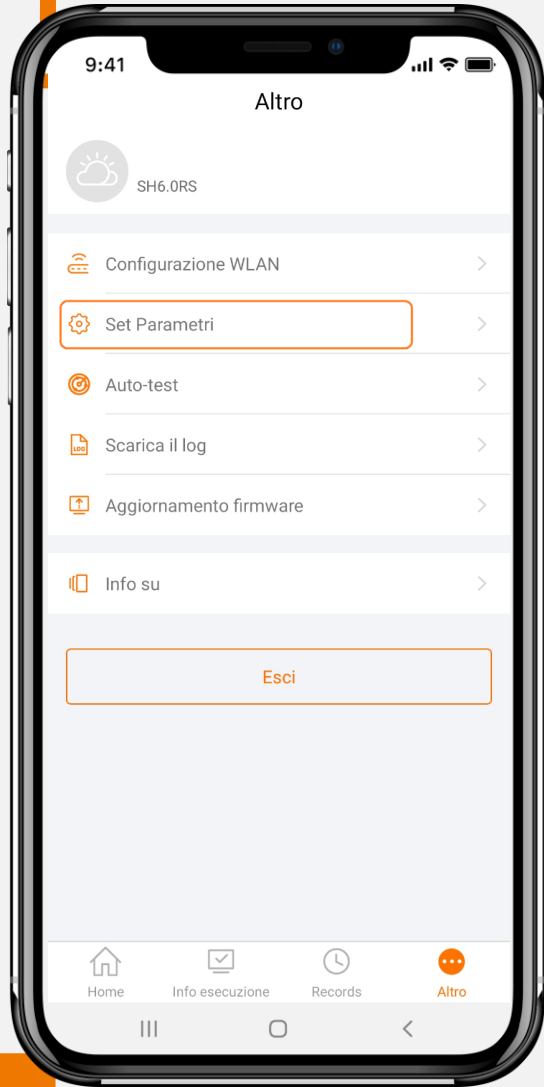 9:41
Altro
SH6.0RS
Configurazione WLAN
Set Parametri
Auto-test
LOG
Scarica il log
Aggiornamento firmware
Info su
Esci
Home Info esecuzione Records Altro